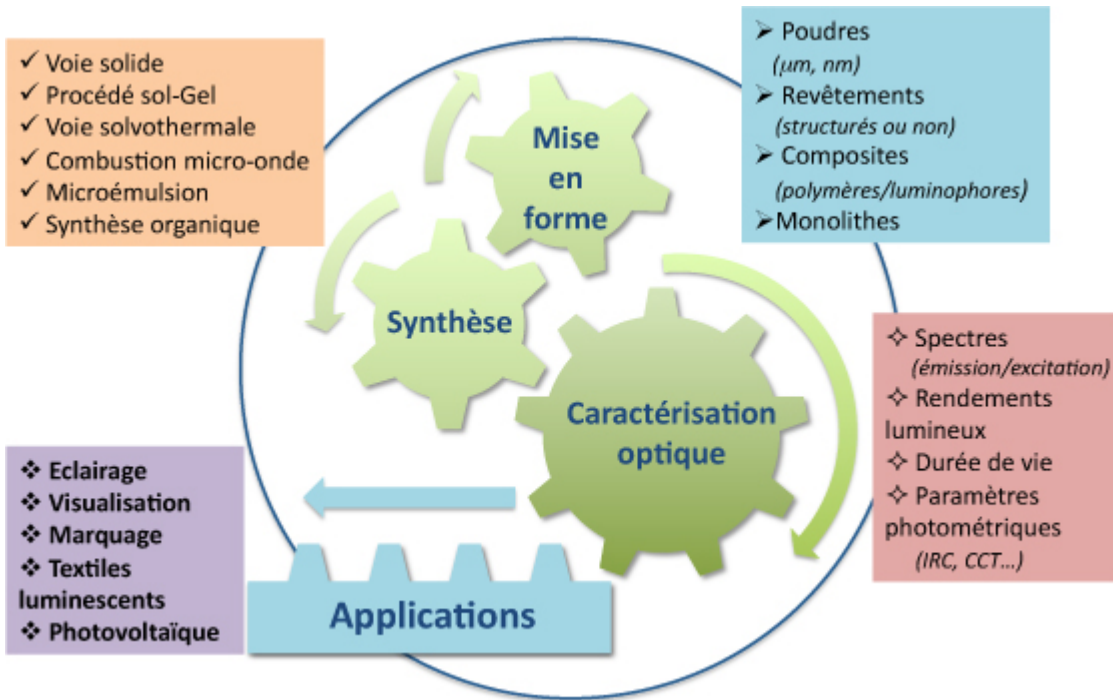 ✓ Voie solide
✓ Procédé sol-Gel
✓ Voie solvothermale
✓ Combustion micro-onde
✓ Microémulsion
✓ Synthèse organique
Mise
en
forme
➤ Poudres
(µm, nm)
➤ Revêtements
(structurés ou non)
➤ Composites
(polymères/luminophores)
➤Monolithes
Synthèse
Caractérisation
optique
✧ Spectres
(émission/excitation)
✧ Rendements
lumineux
✧ Durée de vie
✧ Paramètres
photométriques
(IRC, CCT...)
❖ Eclairage
❖ Visualisation
❖ Marquage
❖ Textiles
luminescents
❖ Photovoltaïque
Applications